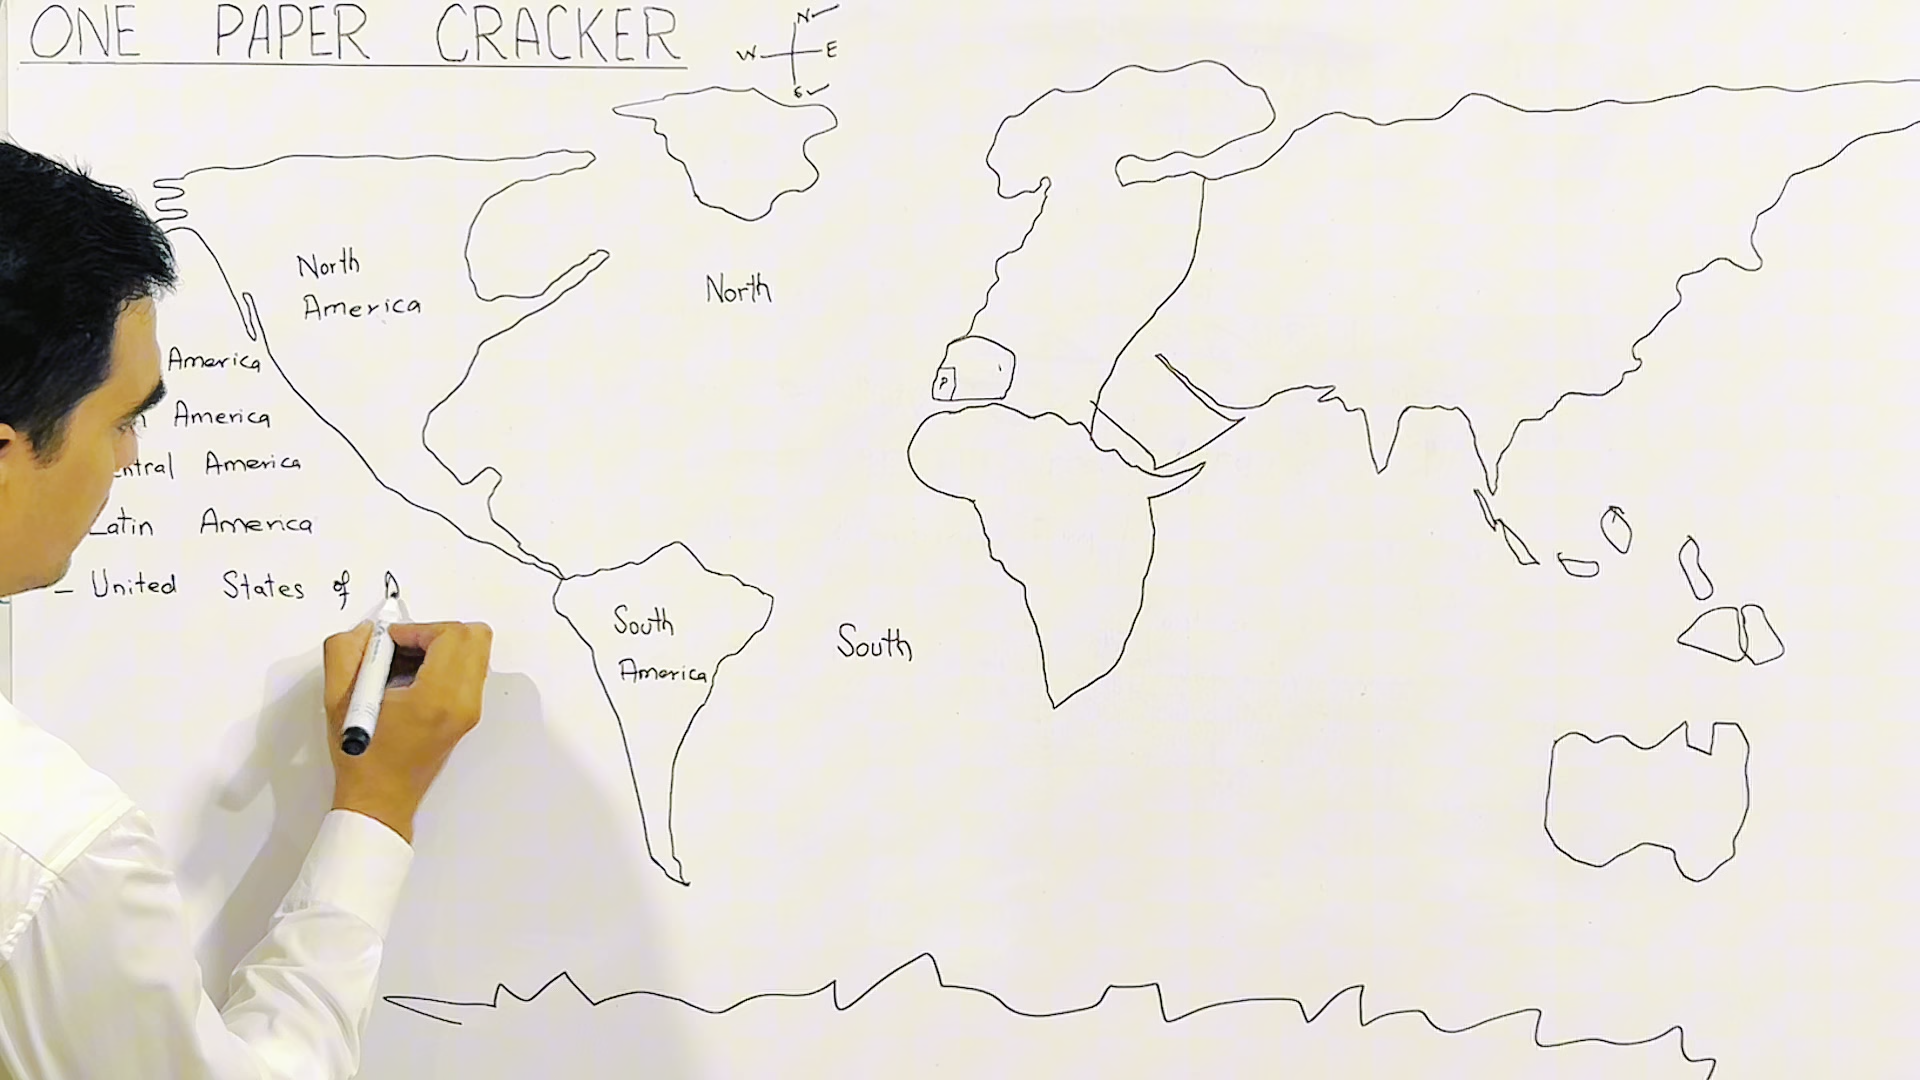 ONE PAPER CRACKER
N
W E
S
North
America
North
America
America
Central America
Latin America
- United States of A
P
South
America
South